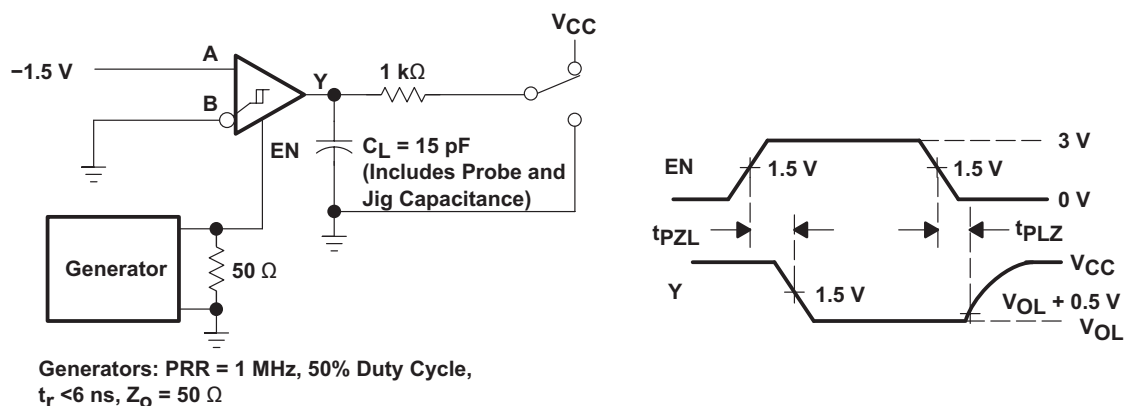 VCC
A
−1.5 V
Y
1 kΩ
B
EN
CL = 15 pF
(Includes Probe and
Jig Capacitance)
Generator
50 Ω
Generators: PRR = 1 MHz, 50% Duty Cycle,
tr <6 ns, Zo = 50 Ω
3 V
EN
1.5 V
1.5 V
0 V
tPZL
tPLZ
VCC
Y
1.5 V
VOL + 0.5 V
VOL